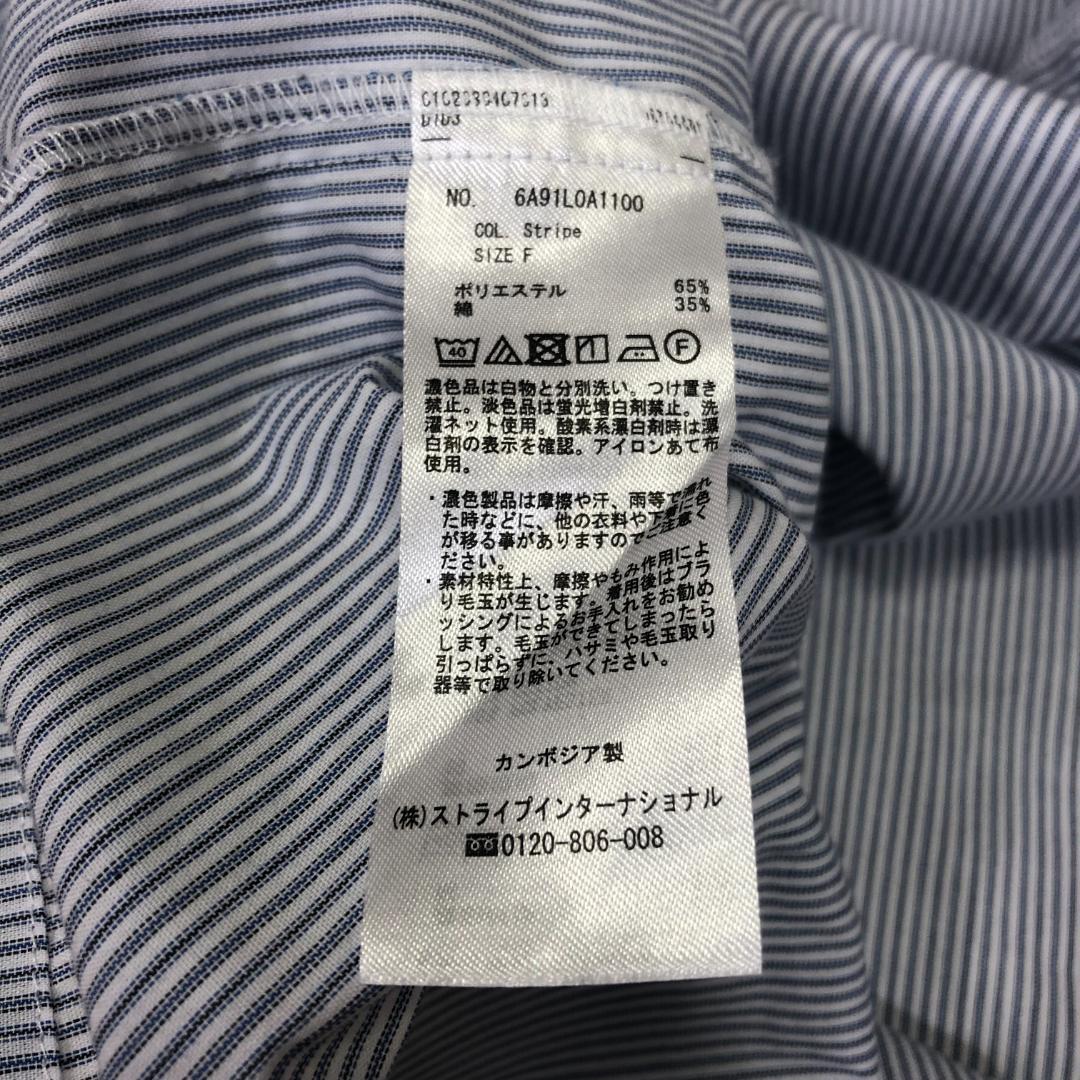 NO. 6A91L0A1100
COL. Stripe
SIZE F
ポリエステル 65%
綿 35%
40 F
濃色品は白物と分別洗い。つけ置き
禁止。淡色品は蛍光増白剤禁止。洗
濯ネット使用。酸素系漂白剤時は漂
白剤の表示を確認。アイロンあて布
使用。
・濃色製品は摩擦や汗、雨等で濡れ
た時などに、他の衣料や下着に色
が移る事がありますのでご注意く
ださい。
・素材特性上、摩擦やもみ作用によ
り毛玉が生じます。着用後はブラ
ッシングによるお手入れをお勧め
します。毛玉ができてしまったら
引っぱらずに、ハサミや毛玉取り
器等で取り除いてください。
カンボジア製
(株)ストライプインターナショナル
0120-806-008